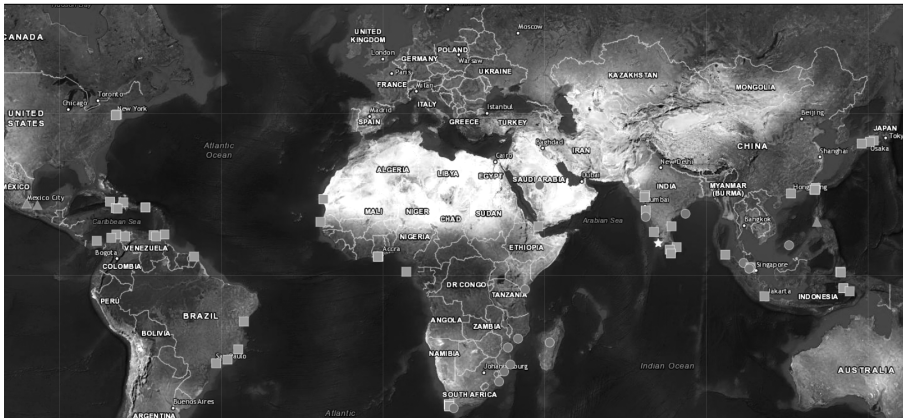 CANADA
UNITED
KINGDOM
Moscow
London
POLAND
Warsaw
GERMANY
Paris
UKRAINE
FRANCE
Milan
KAZAKHSTAN
MONGOLIA
Toronto
Chicago
New York
UNITED
STATES
ITALY
Madrid
SPAIN
Istanbul
GREECE
TURKEY
Beijing
JAPAN
Osaka
CHINA
Shanghai
Atlantic
Ocean
Baghdad
IRAN
Cairo
New Delhi
ALGERIA
LIBYA
EGYPT
SAUDI ARABIA
Dubai
MEXICO
Mexico City
INDIA
Mumbai
MYANMAR
(BURMA)
Hong Kong
MALI
NIGER
CHAD
SUDAN
Caribbean Sea
Arabian Sea
Bangkok
NIGERIA
Accra
ETHIOPIA
VENEZUELA
Bogota
COLOMBIA
Singapore
DR CONGO
TANZANIA
Jakarta
INDONESIA
PERU
BRAZIL
ANGOLA
ZAMBIA
BOLIVIA
NAMIBIA
Indian Ocean
AUSTRALIA
SOUTH AFRICA
Buenos Aires
ARGENTINA
Atlantic